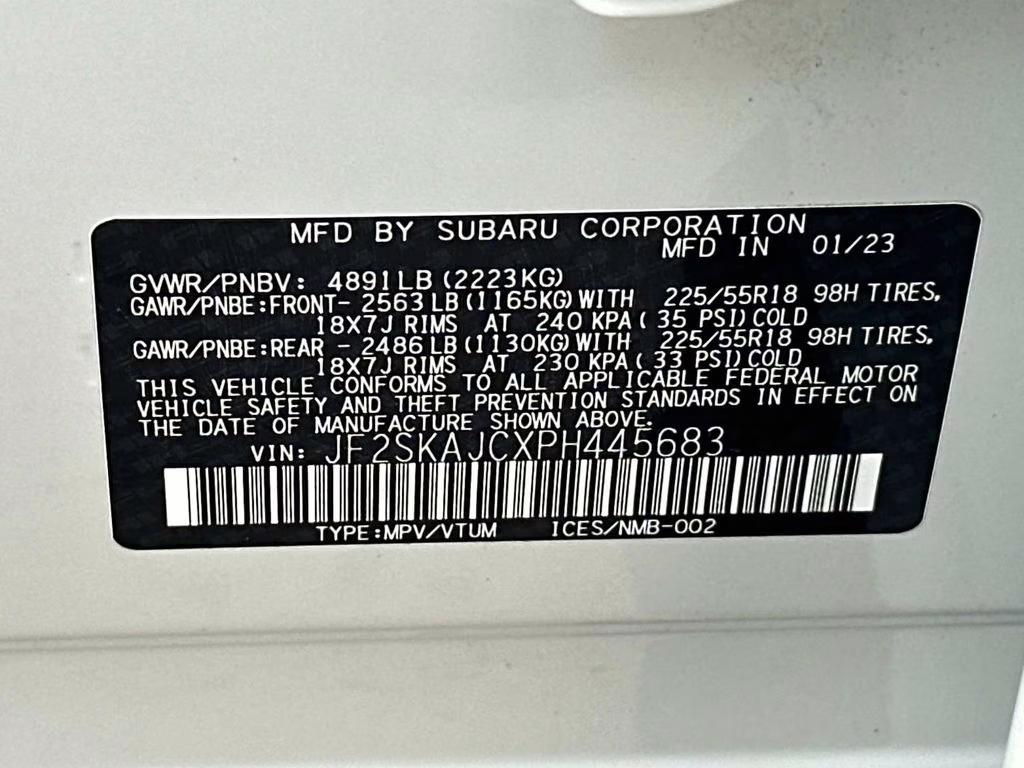 MFD BY SUBARU CORPORATION
MFD IN 01/23
GVWR/PNBV: 4891LB (2223KG)
GAWR/PNBE:FRONT- 2563LB (1165KG) WITH 225/55R18 98H TIRES,
18X7J RIMS AT 240 KPA ( 35 PSI) COLD
GAWR/PNBE:REAR - 2486LB (1130KG) WITH 225/55R18 98H TIRES,
18X7J RIMS AT 230 KPA ( 33 PSI) COLD
THIS VEHICLE CONFORMS TO ALL APPLICABLE FEDERAL MOTOR
VEHICLE SAFETY AND THEFT PREVENTION STANDARDS IN EFFECT ON
THE DATE OF MANUFACTURE SHOWN ABOVE.
VIN: JF2SKAJCXPH445683
TYPE:MPV/VTUM ICES/NMB-002